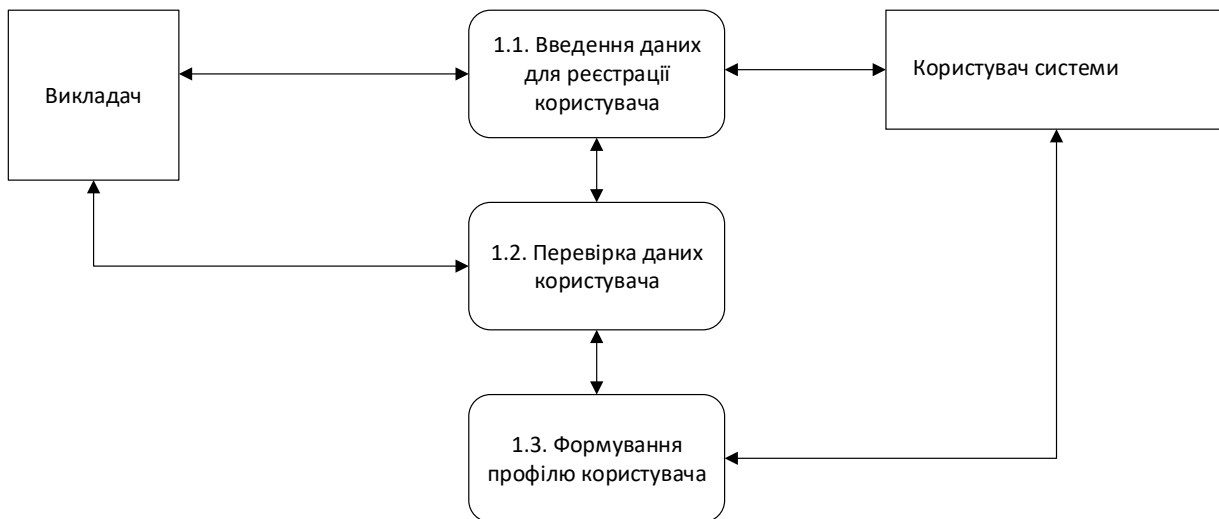 Викладач
1.1. Введення даних
для реєстрації
користувача
Користувач системи
1.2. Перевірка даних
користувача
1.3. Формування
профілю користувача